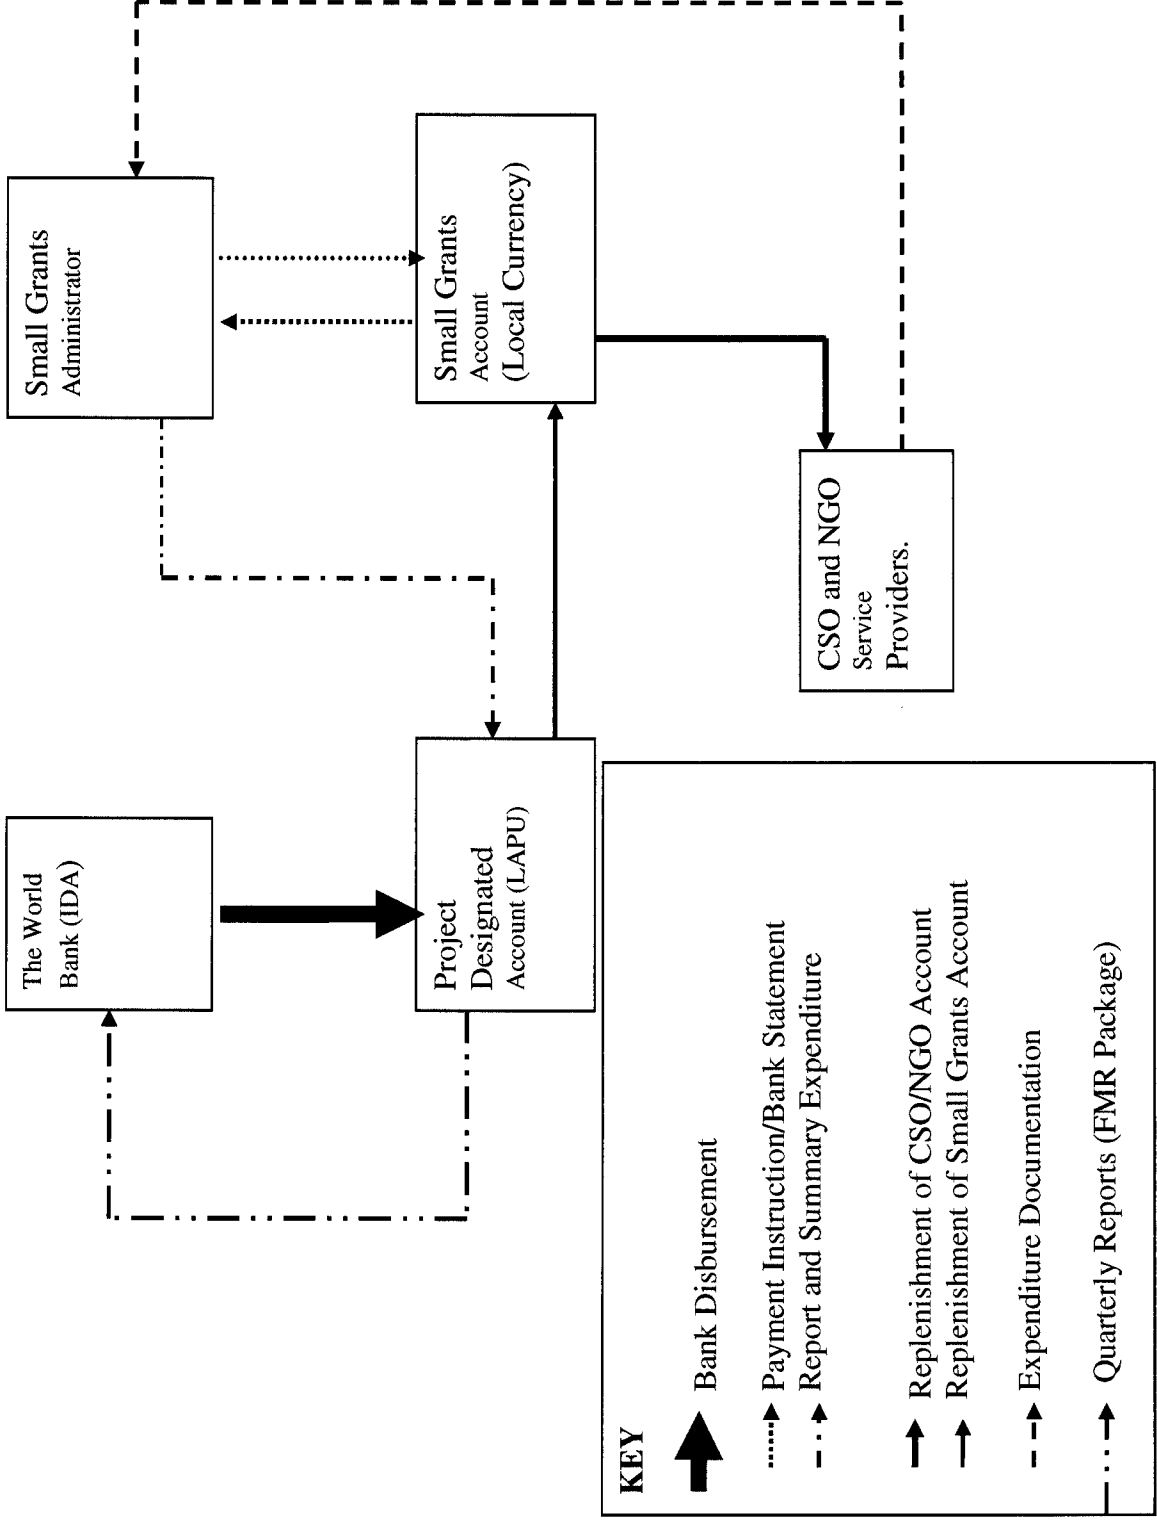 The World
Bank (IDA)
Small Grants
Administrator
Project
Designated
Account (LAPU)
Small Grants
Account
(Local Currency)
CSO and NGO
Service
Providers.
KEY
Bank Disbursement
Payment Instruction/Bank Statement
Report and Summary Expenditure
Replenishment of CSO/NGO Account
Replenishment of Small Grants Account
Expenditure Documentation
Quarterly Reports (FMR Package)